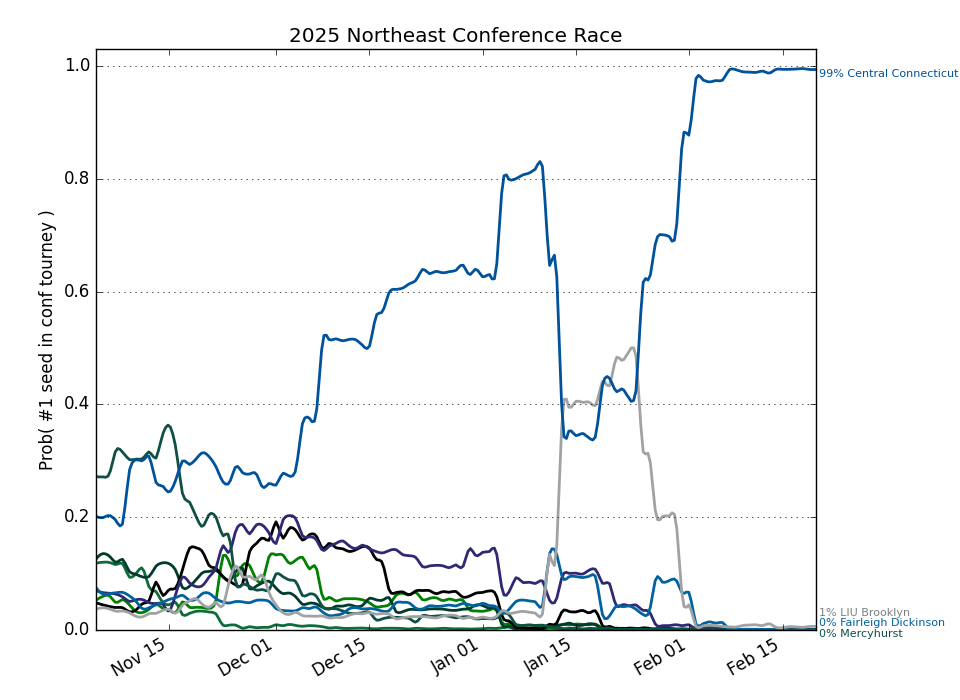 2025 Northeast Conference Race
Prob( #1 seed in conf tourney )
1.0
0.8
0.6
0.4
0.2
0.0
Nov 15
Dec 01
Dec 15
Jan 01
Jan 15
Feb 01
Feb 15
99% Central Connecticut
1% LIU Brooklyn
0% Fairleigh Dickinson
0% Mercyhurst